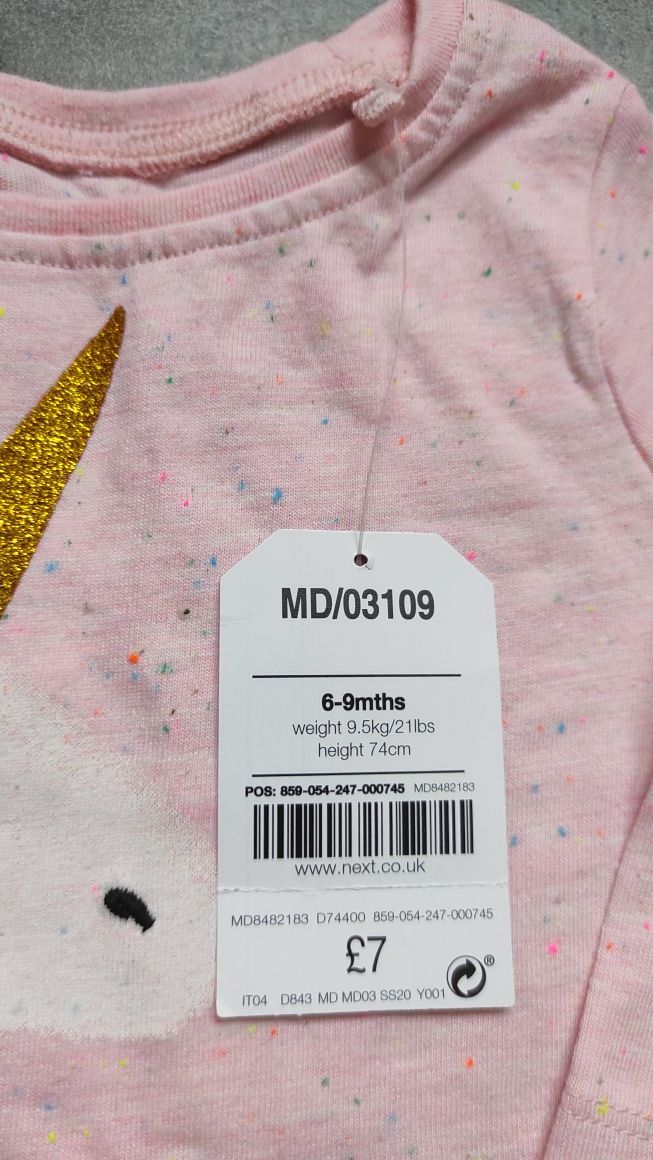 MD/03109
6-9mths
weight 9.5kg/21lbs
height 74cm
POS: 859-054-247-000745 MD8482183
www.next.co.uk
MD8482183 D74400 859-054-247-000745
£7
®
IT04 D843 MD MD03 SS20 Y001